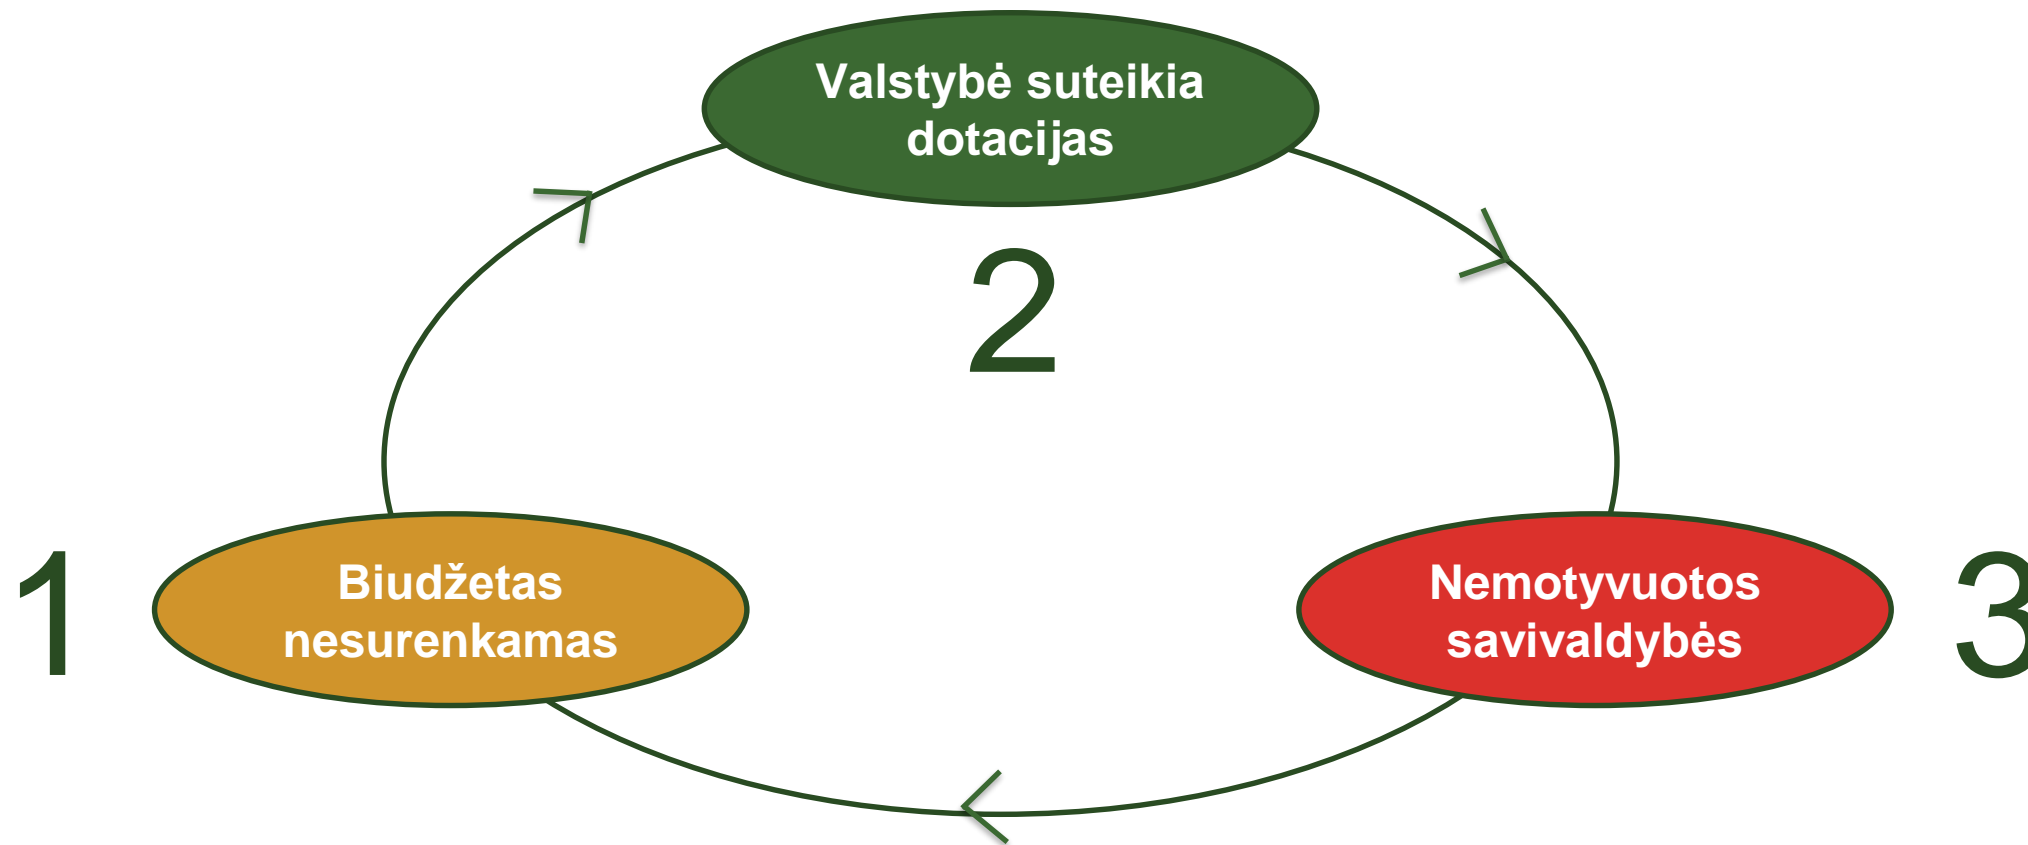 Valstybė suteikia
dotacijas
2
1
Biudžetas
nesurenkamas
Nemotyvuotos
savivaldybės
3